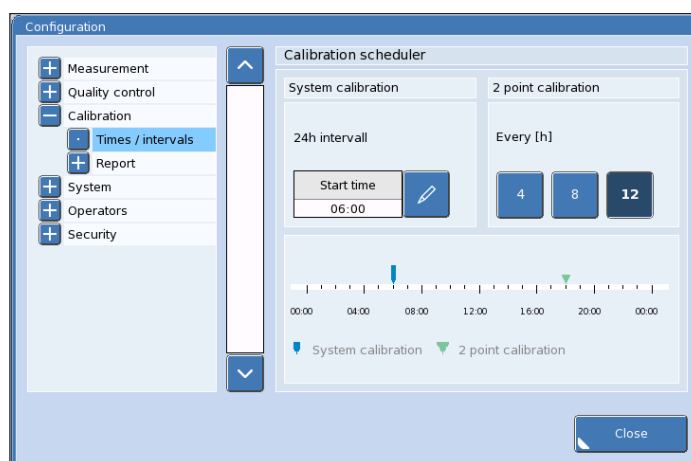 Configuration
Measurement
Quality control
Calibration
Times / intervals
Report
System
Operators
Security
Calibration scheduler
System calibration
24h intervall
Start time
06:00
2 point calibration
Every [h]
4 8 12
00:00 04:00 08:00 12:00 16:00 20:00 00:00
System calibration 2 point calibration
Close